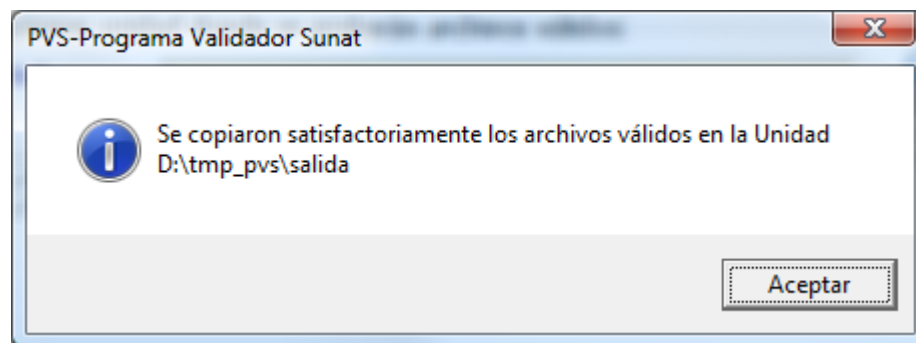 PVS-Programa Validador Sunat
Se copiaron satisfactoriamente los archivos válidos en la Unidad
D:\tmp_pvs\salida
Aceptar